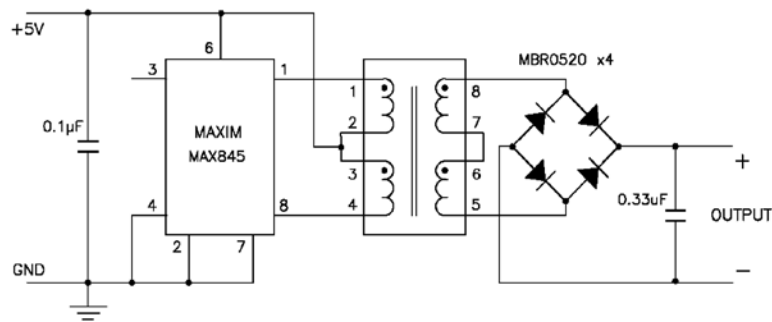 +5V
6
MBR0520 x4
3
1
1
8
0.1µF
MAXIM
MAX845
2
7
3
6
+
4
8
4
5
0.33uF
OUTPUT
2
7
GND
−